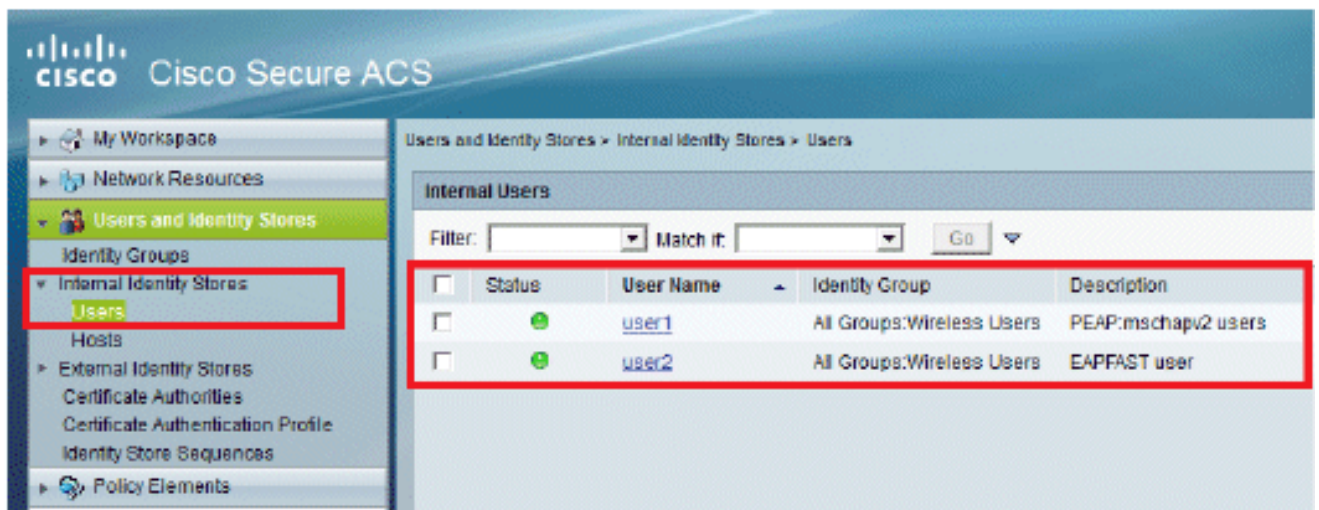 CISCO Cisco Secure ACS
My Workspace
Network Resources
Users and Identity Stores
Identity Groups
Internal Identity Stores
Users
Hosts
External Identity Stores
Certificate Authorities
Certificate Authentication Profile
Identity Store Sequences
Policy Elements
Users and Identity Stores > Internal Identity Stores > Users
Internal Users
Filter: Match if: Go
Status User Name Identity Group Description
user1 All Groups:Wireless Users PEAP:mschapv2 users
user2 All Groups:Wireless Users EAPFAST user